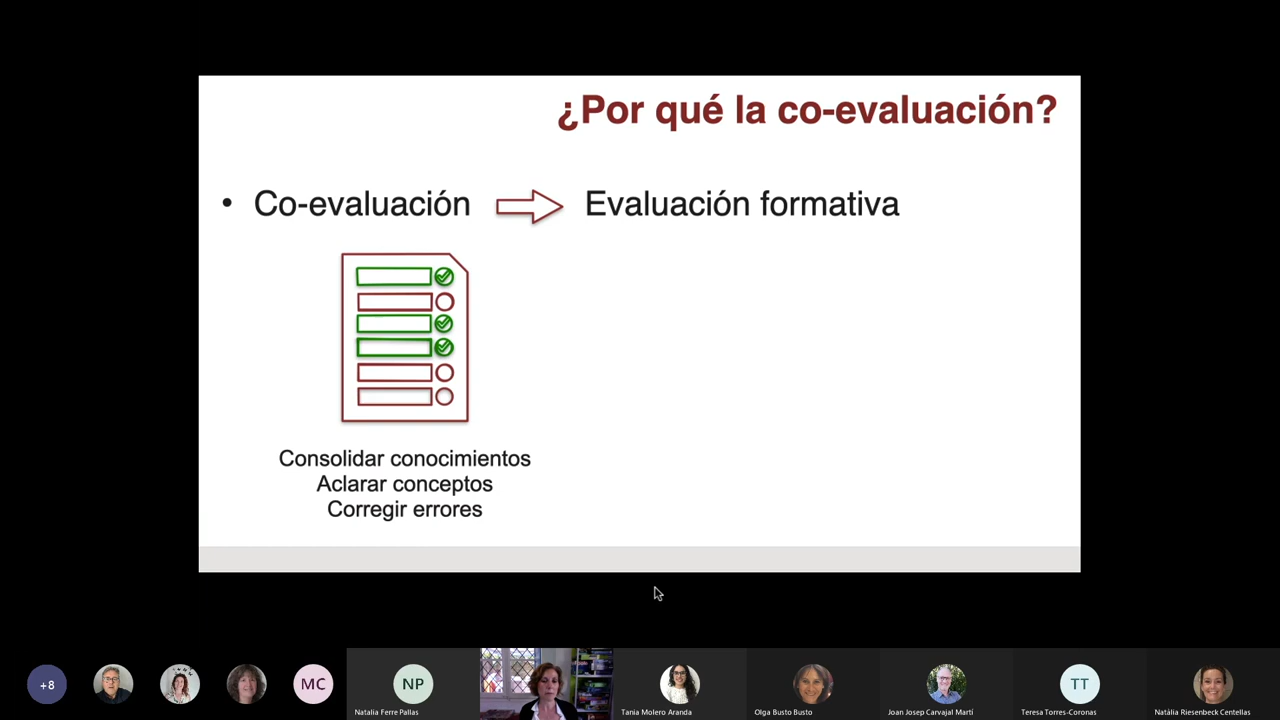 ¿Por qué la co-evaluación?
• Co-evaluación Evaluación formativa
Consolidar conocimientos
Aclarar conceptos
Corregir errores
+8
MC
NP
TT
Natalia Ferre Pallas
Tania Molero Aranda
Olga Busto Busto
Joan Josep Carvajal Martí
Teresa Torres-Coronas
Natàlia Riesenbeck Centellas